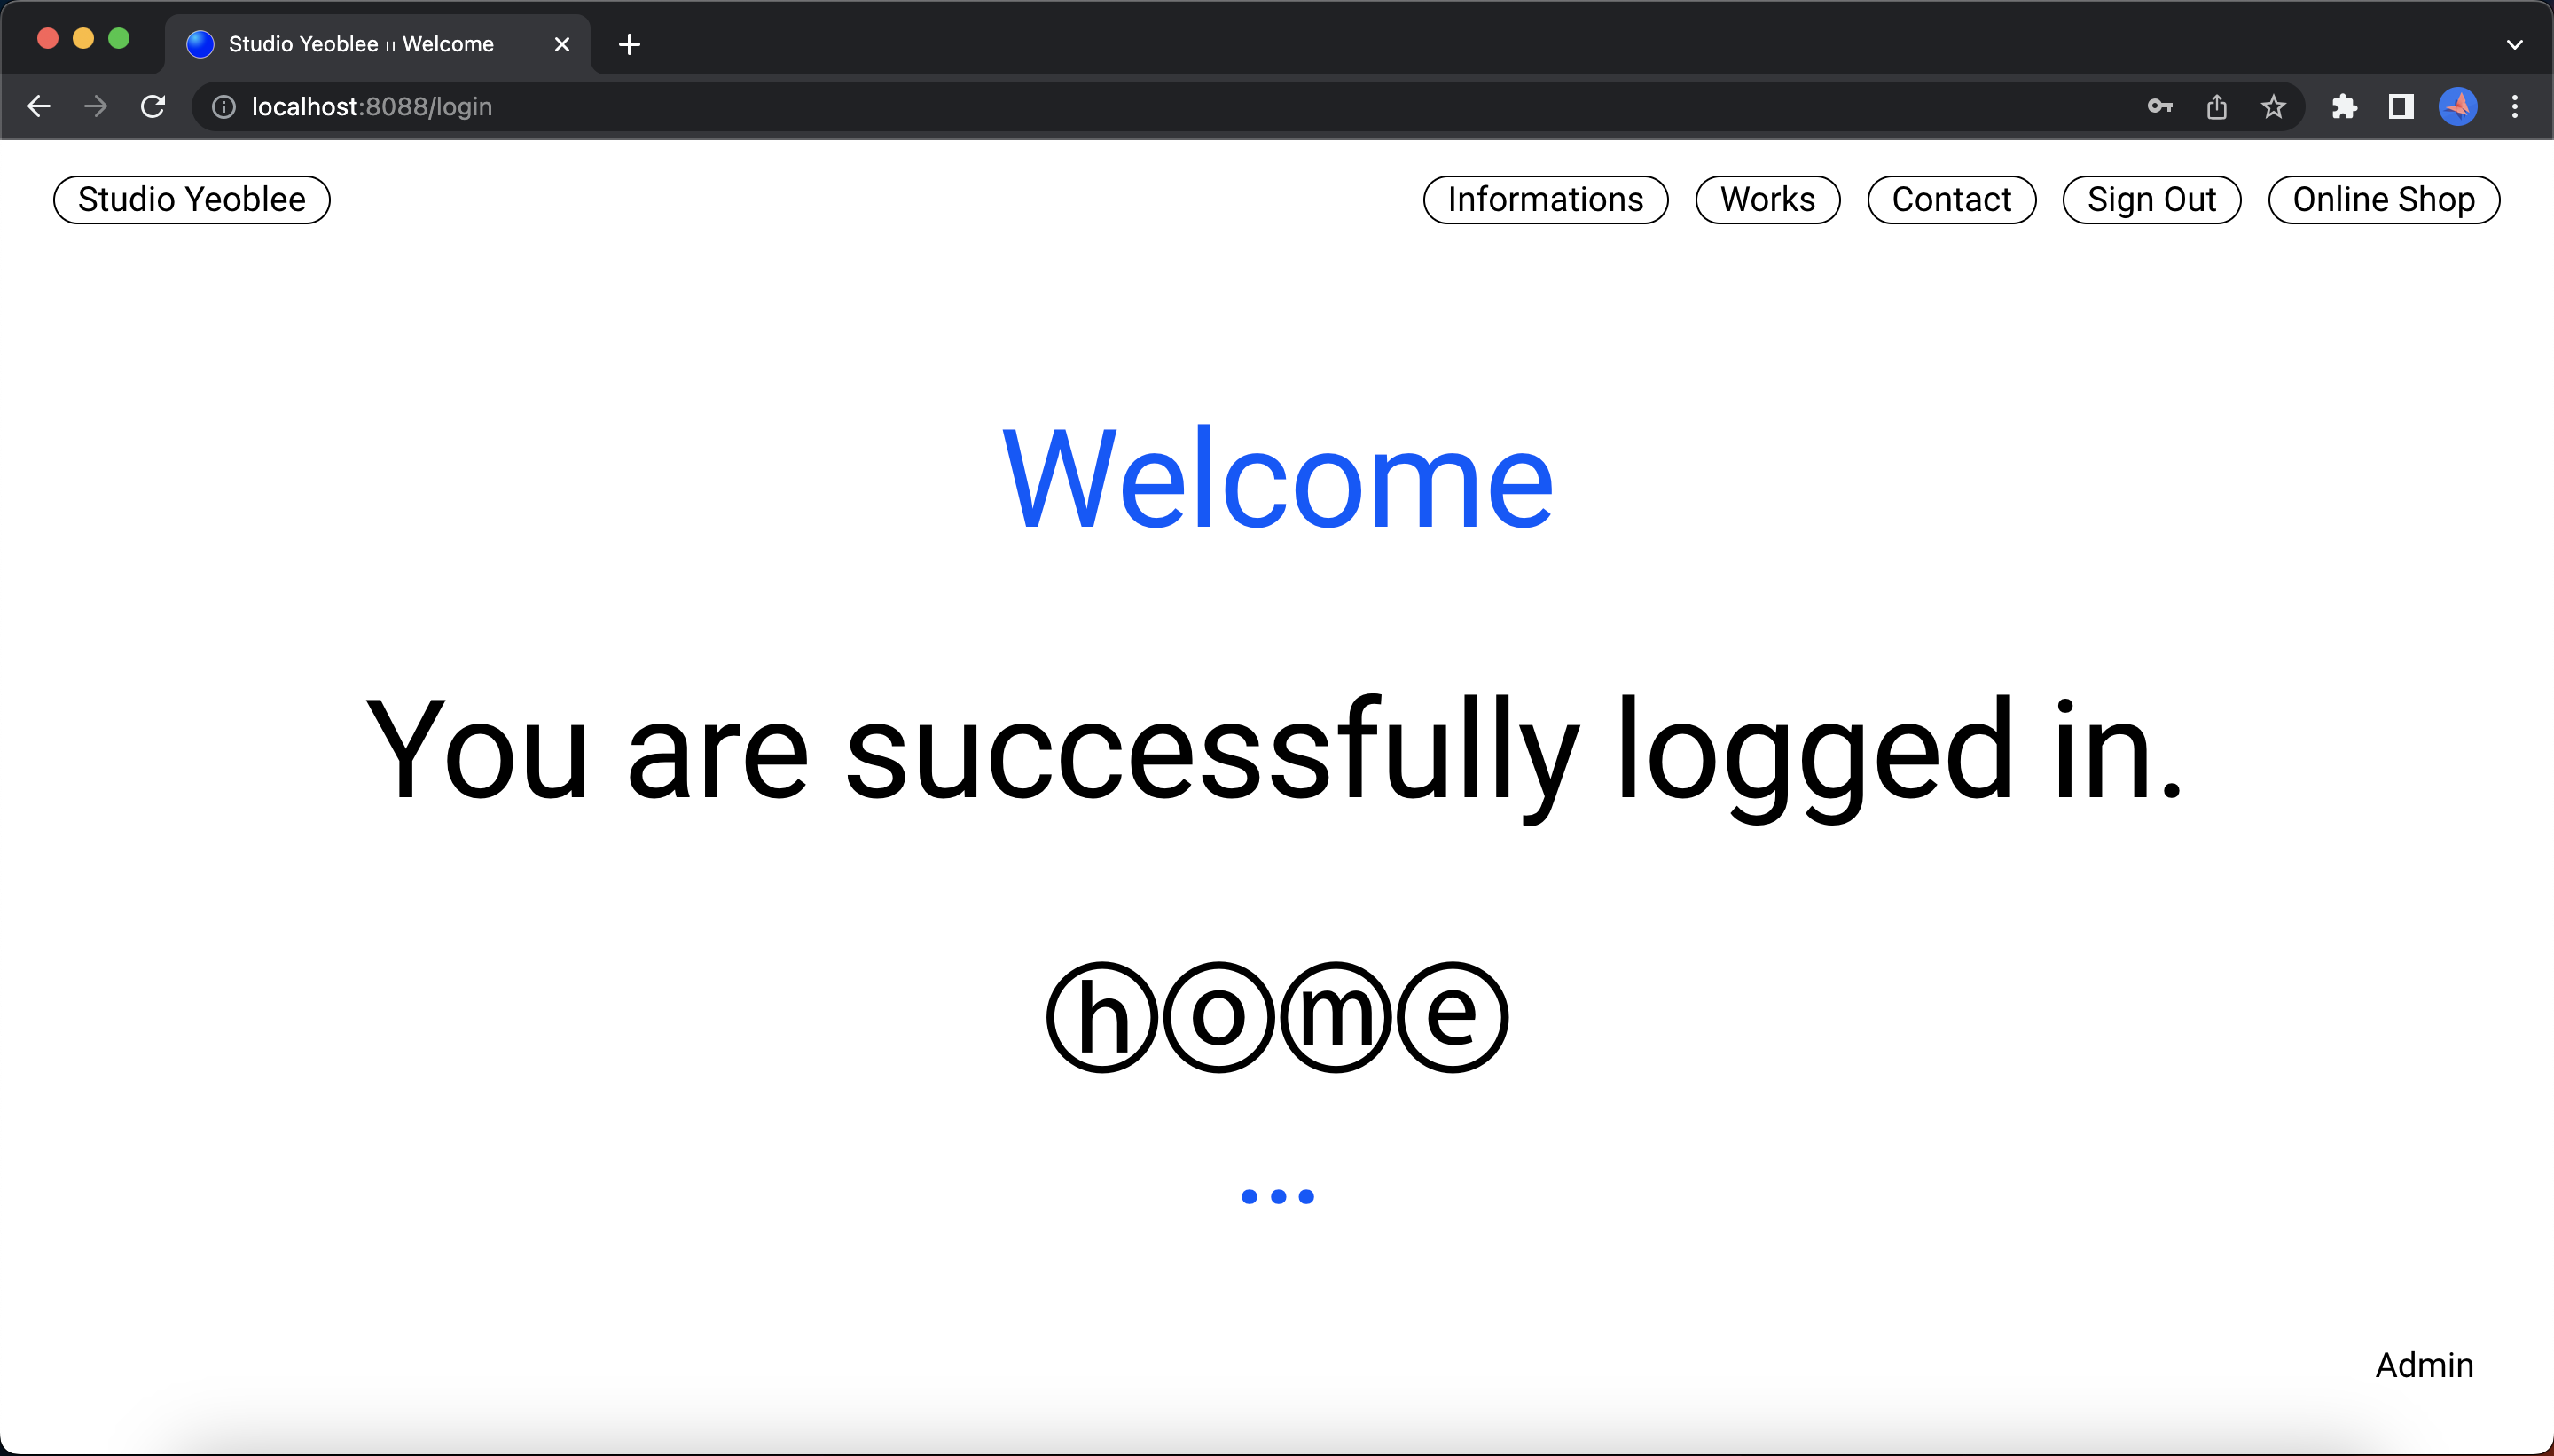 Studio Yeoblee ıı Welcome
localhost:8088/login
Studio Yeoblee
Informations
Works
Contact
Sign Out
Online Shop
Welcome
You are successfully logged in.
ⓗⓞⓜⓔ
...
Admin